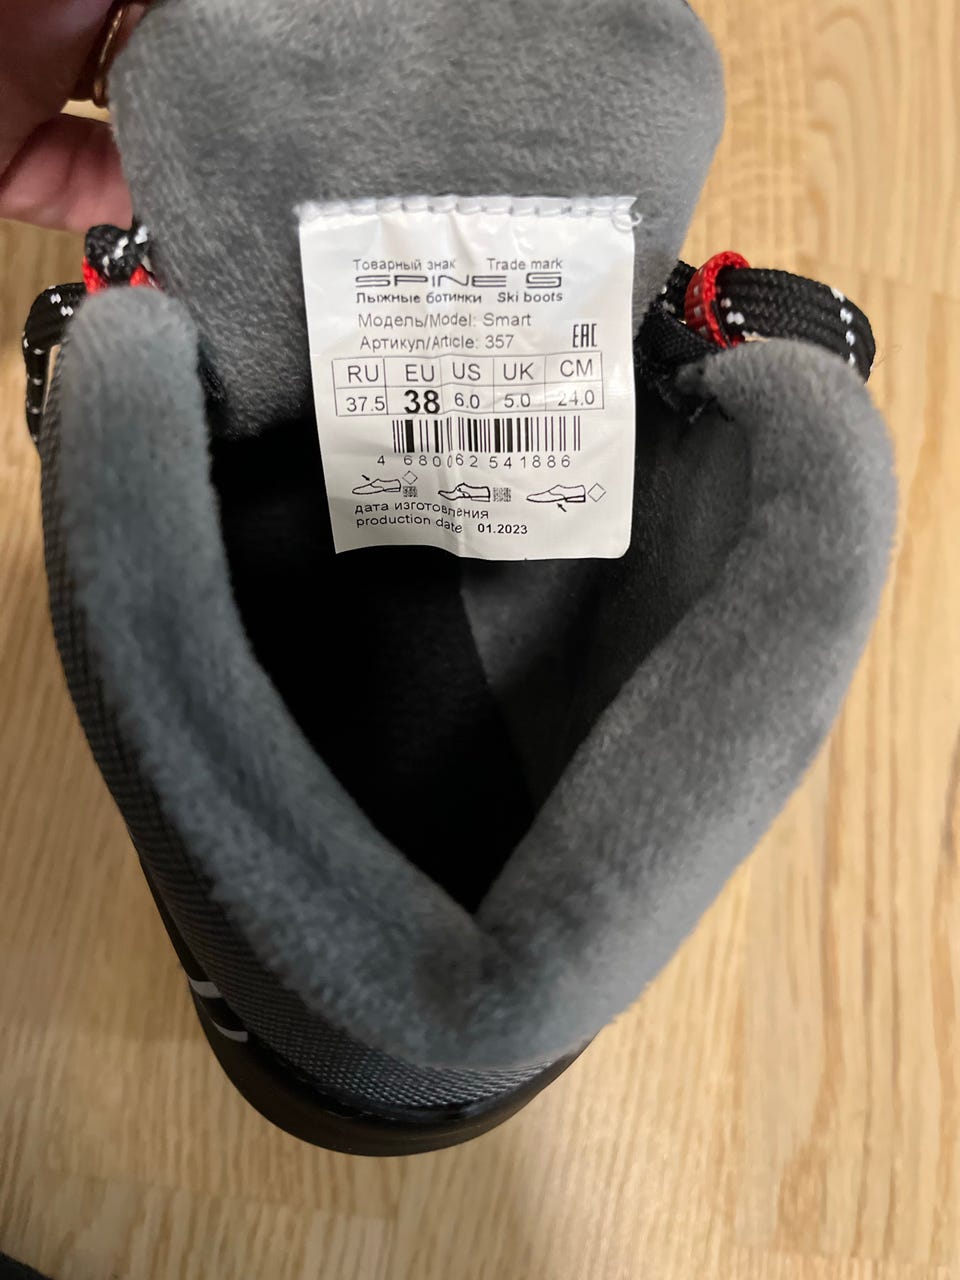 Товарный знак Trade mark
SPINE
Лыжные ботинки Ski boots
Модель/Model: Smart
Артикул/Article: 357 EAC
RU EU US UK CM
37.5 38 6.0 5.0 24.0
4 680062 541886
дата изготовления
production date 01.2023